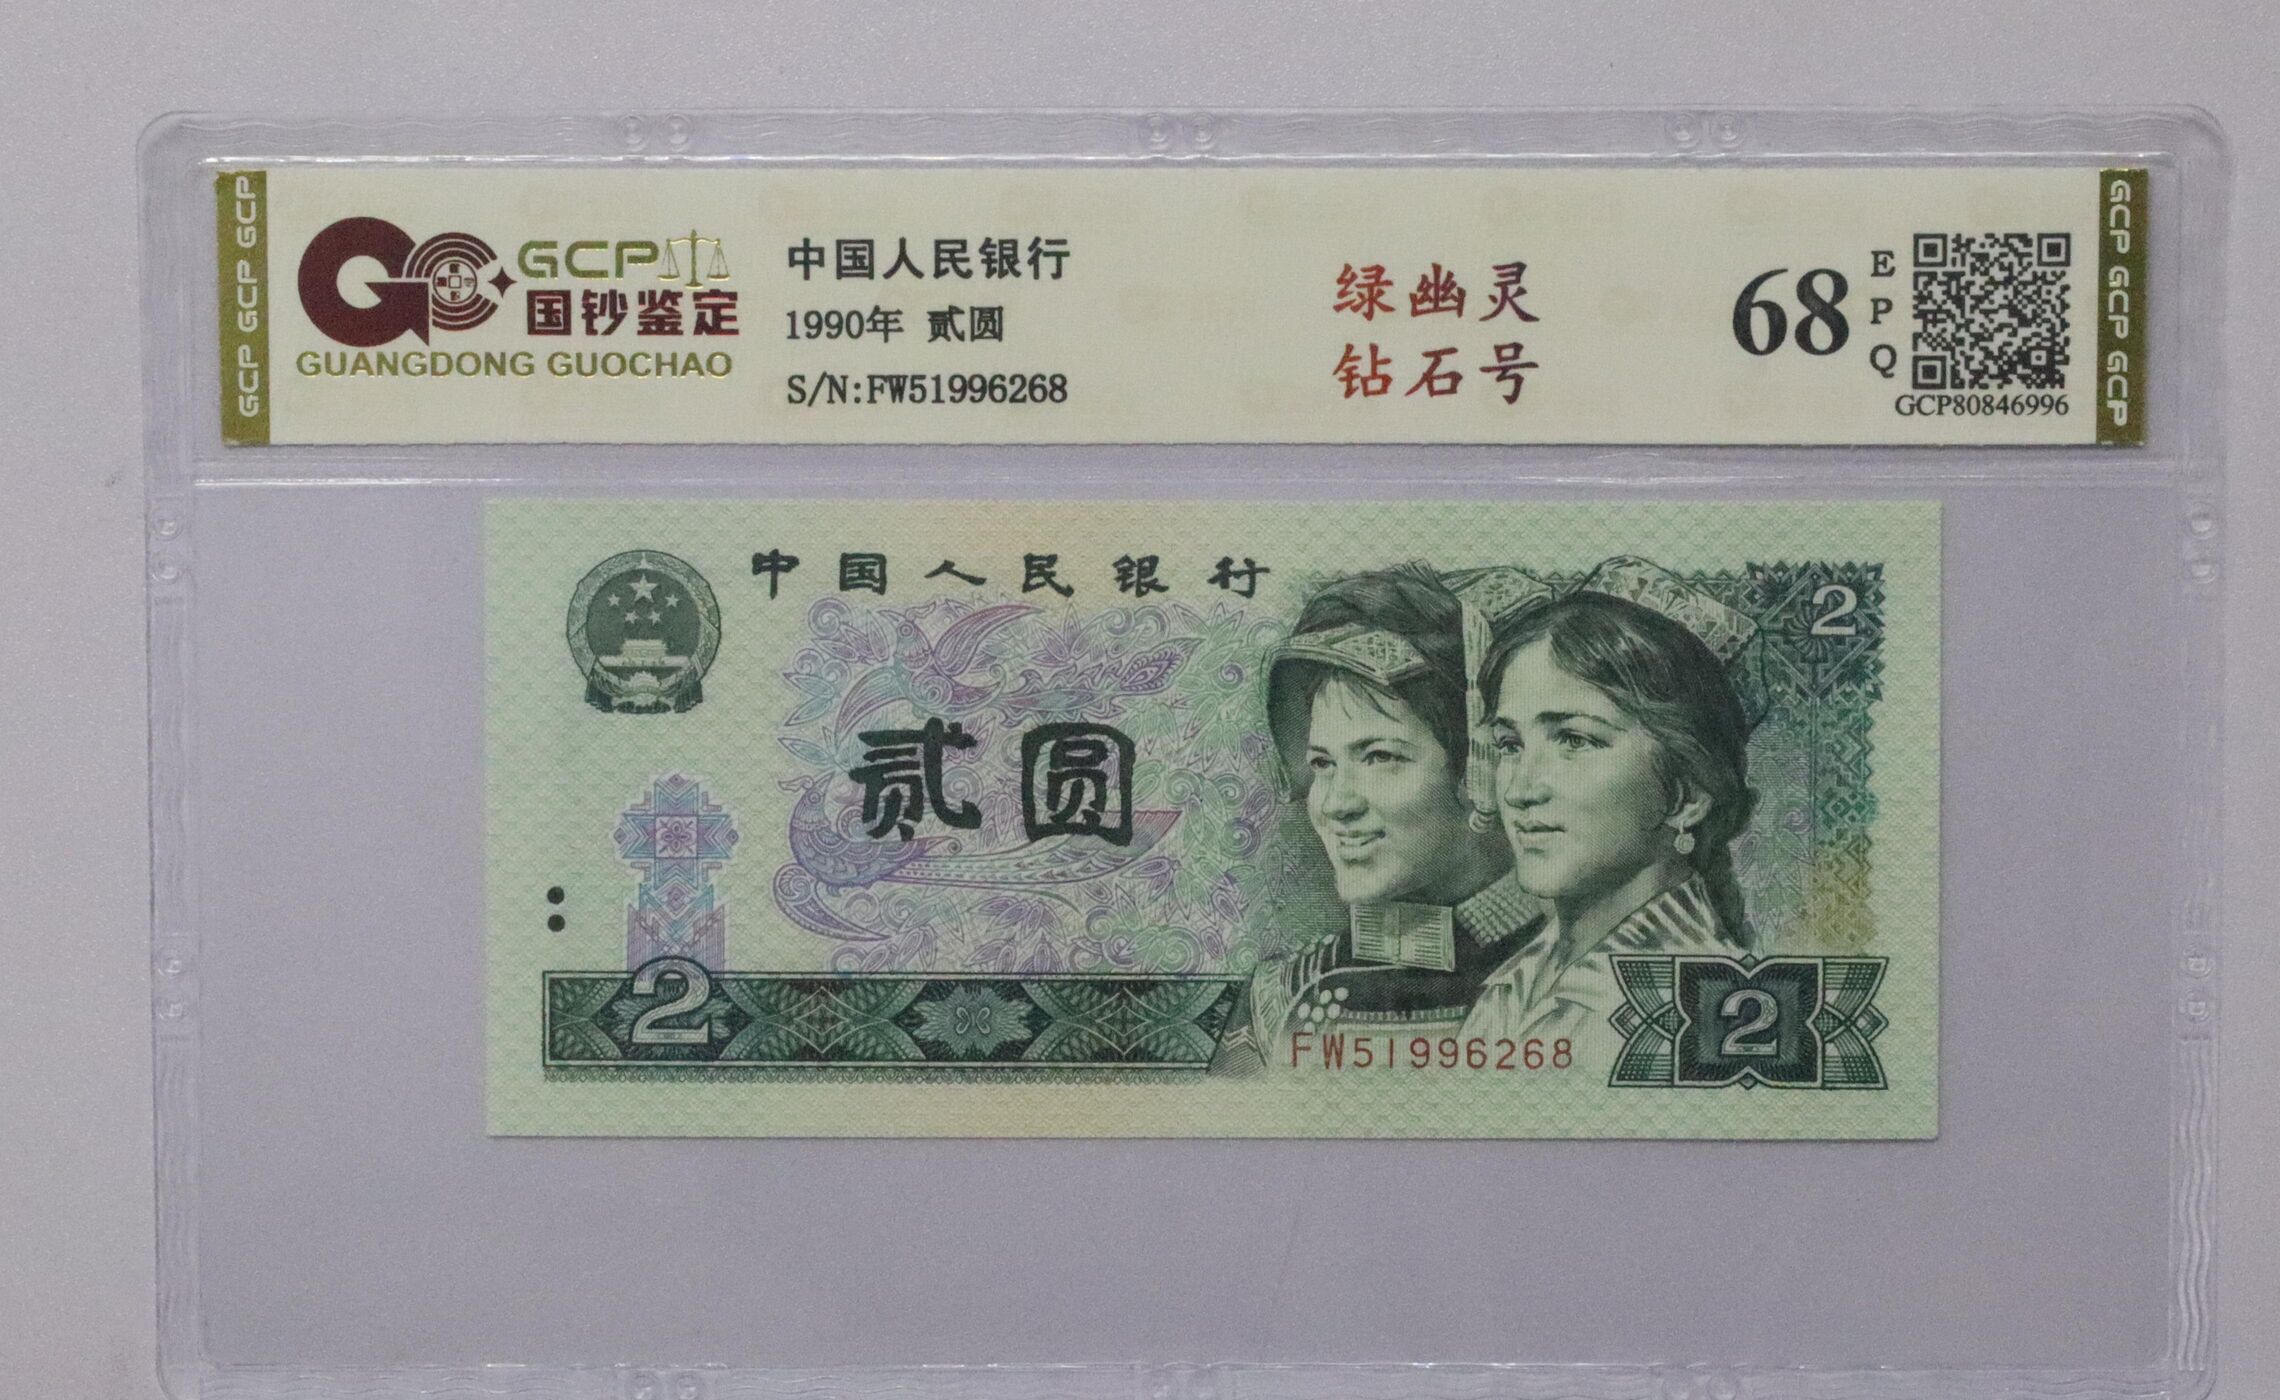 GCP GCP GCP
GCP
国钞鉴定
GUANGDONG GUOCHAO
中国人民银行
1990年 贰圆
S/N:FW51996268
绿幽灵
钻石号
68
E
P
Q
GCP80846996
GCP GCP GCP
中国人民银行
2
贰圆
2
FW51996268
2